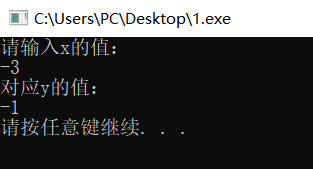 C:\Users\PC\Desktop\1.exe
请输入x的值：
-3
对应y的值：
-1
请按任意键继续. . .